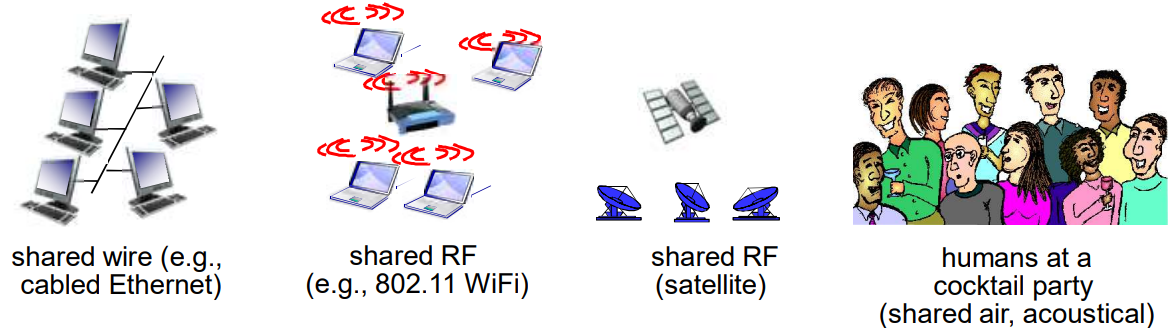 shared wire (e.g.,
cabled Ethernet)
shared RF
(e.g., 802.11 WiFi)
shared RF
(satellite)
humans at a
cocktail party
(shared air, acoustical)